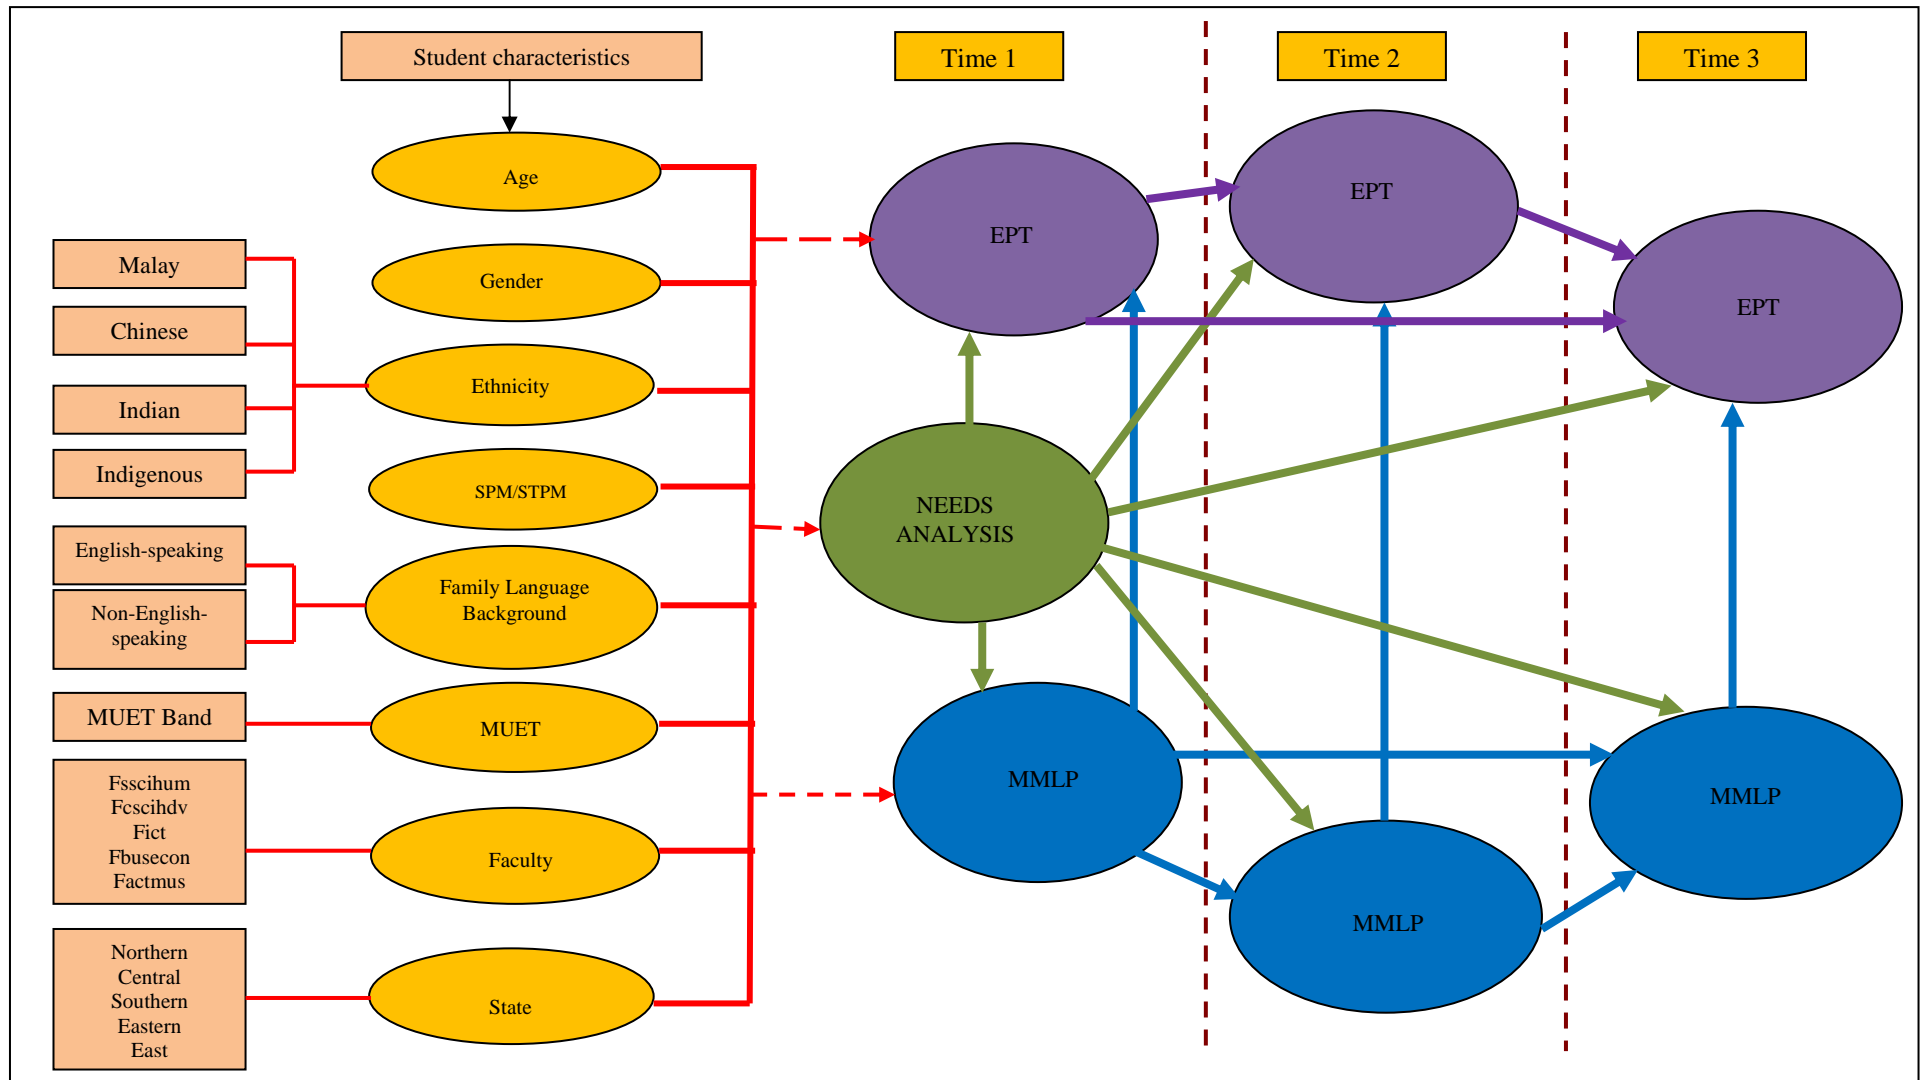 Student characteristics
Time 1
Time 2
Time 3
Age
Gender
Ethnicity
SPM/STPM
Family Language
Background
MUET
Faculty
State
Malay
Chinese
Indian
Indigenous
English-speaking
Non-English-
speaking
MUET Band
Fsscihum
Fcscihdv
Fict
Fbusecon
Factmus
Northern
Central
Southern
Eastern
East
EPT
EPT
EPT
NEEDS
ANALYSIS
MMLP
MMLP
MMLP